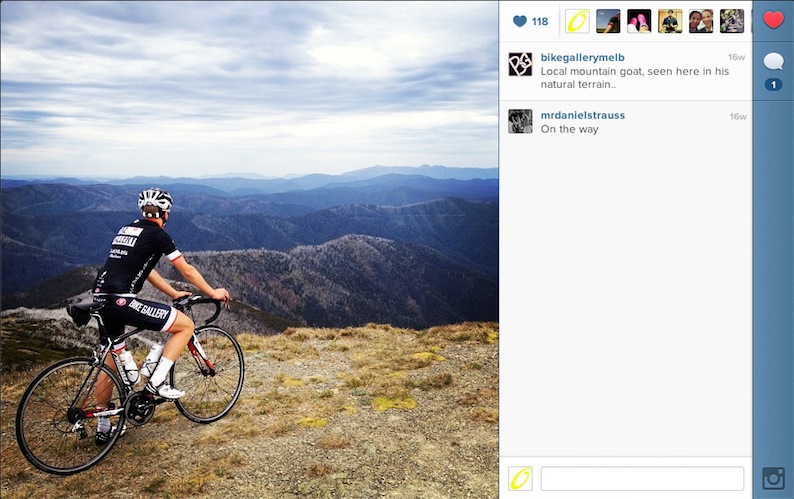 118
bikegallerymelb 16w
Local mountain goat, seen here in his
natural terrain..
1
mrdanielstrauss 16w
On the way
BIKE GALLERY